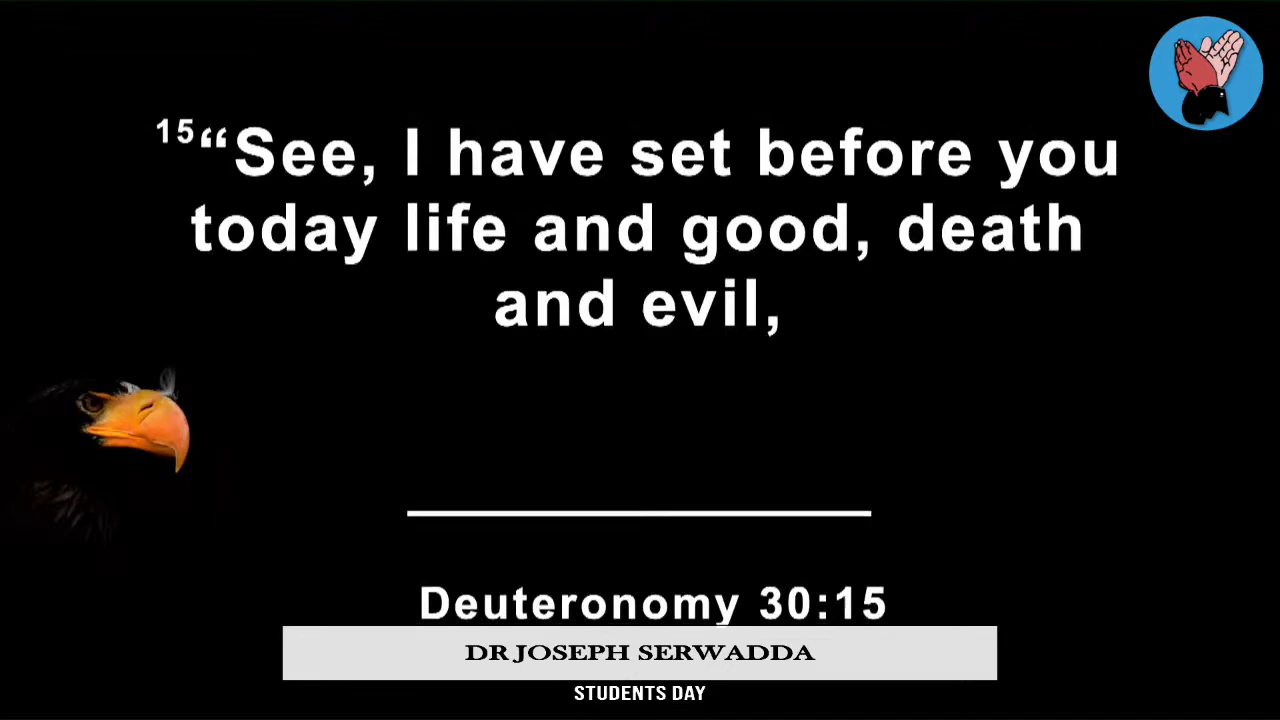 15“See, I have set before you
today life and good, death
and evil,
Deuteronomy 30:15
DR JOSEPH SERWADDA
STUDENTS DAY